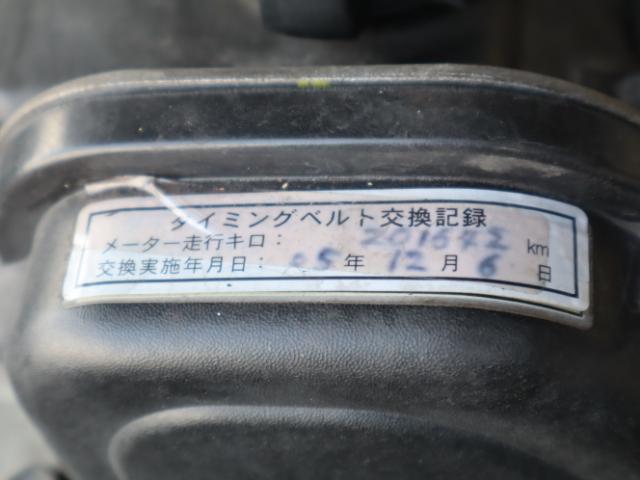 タイミングベルト交換記録
メーター走行キロ： 201642 km
交換実施年月日： 05 年 12 月 6 日